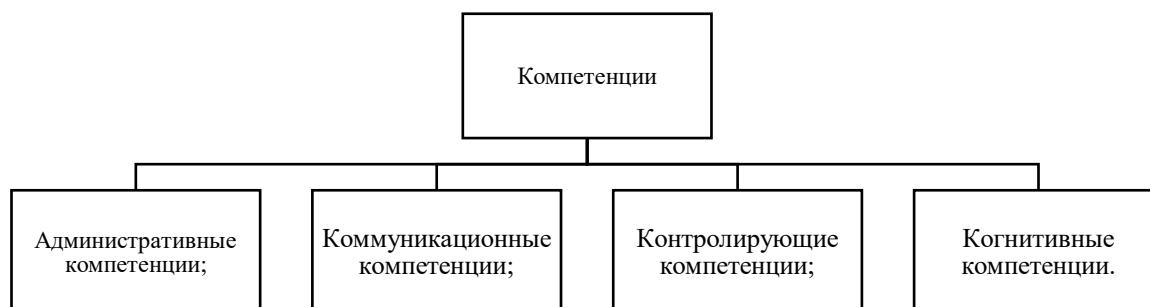 Компетенции
Административные
компетенции;
Коммуникационные
компетенции;
Контролирующие
компетенции;
Когнитивные
компетенции.